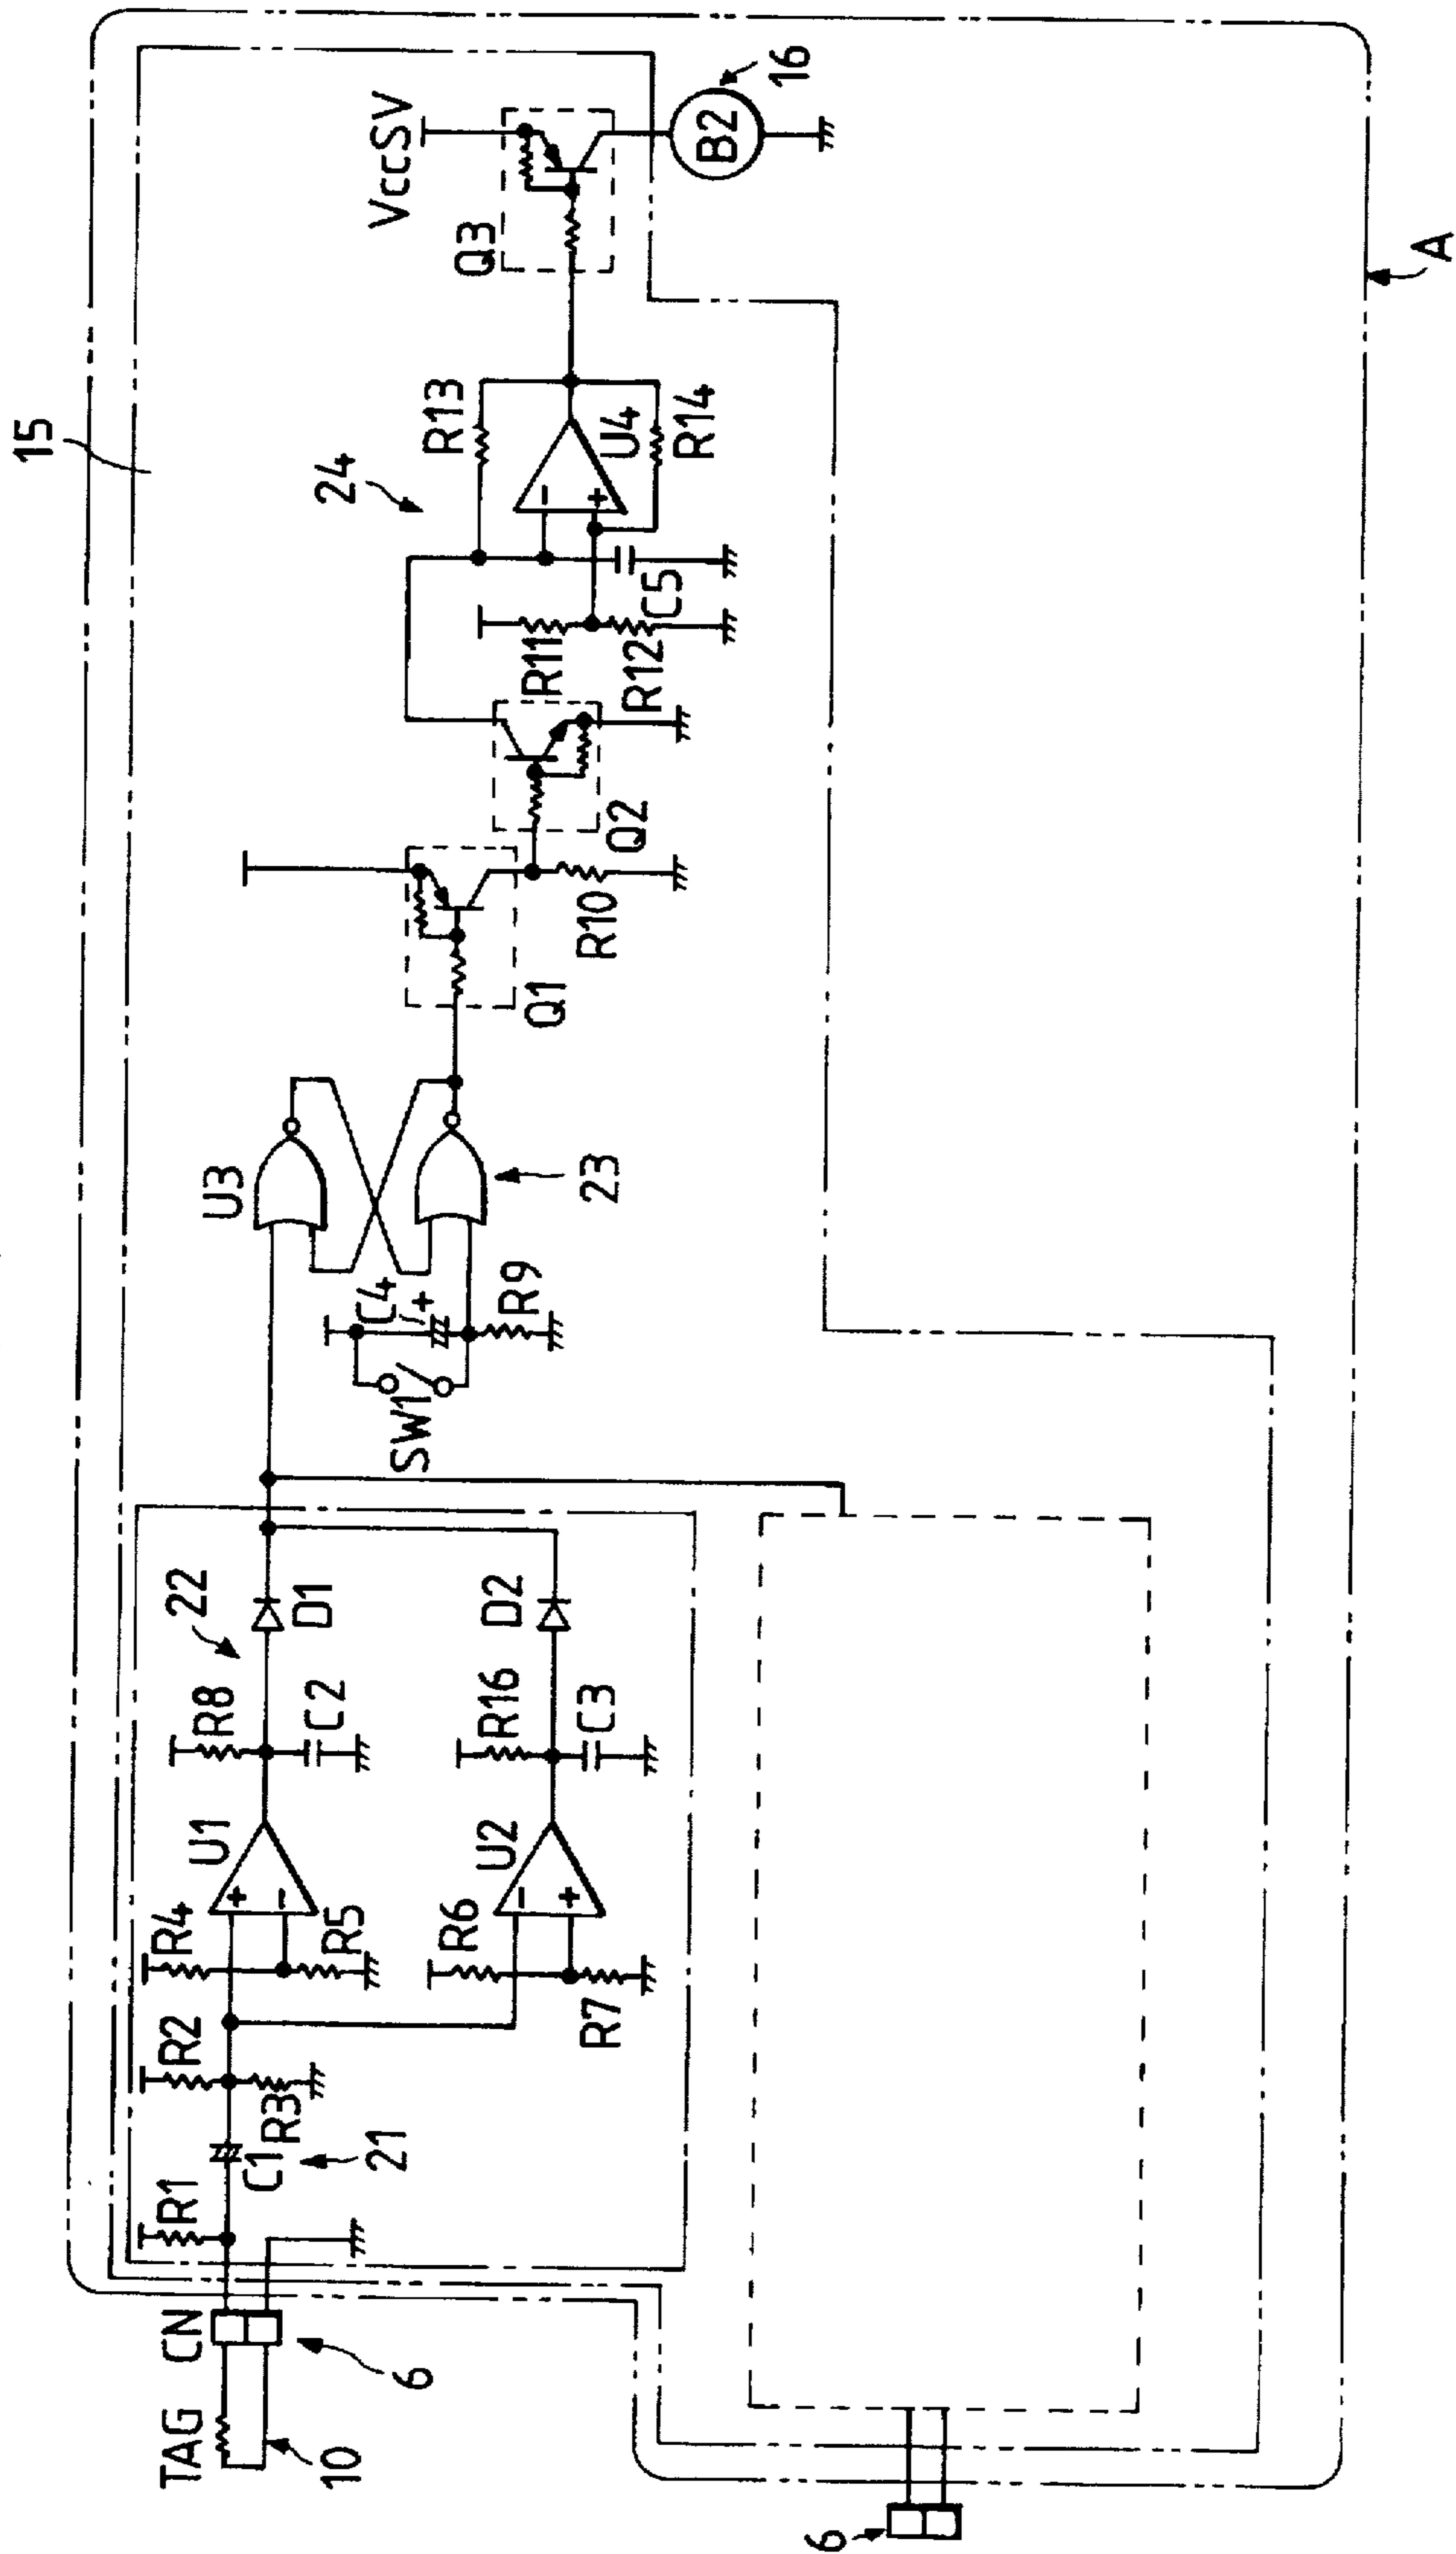 15
A
VccSV
Q3
16
B2
24
R13
U4
R14
R11
R12
C5
Q2
Q1
R10
U3
23
C4
+
SW1
R9
22
R8
D1
C2
R16
D2
C3
U1
+
-
R4
R5
U2
-
+
R6
R7
R2
R3
R1
C1
21
TAG
CN
10
6
6
-
+